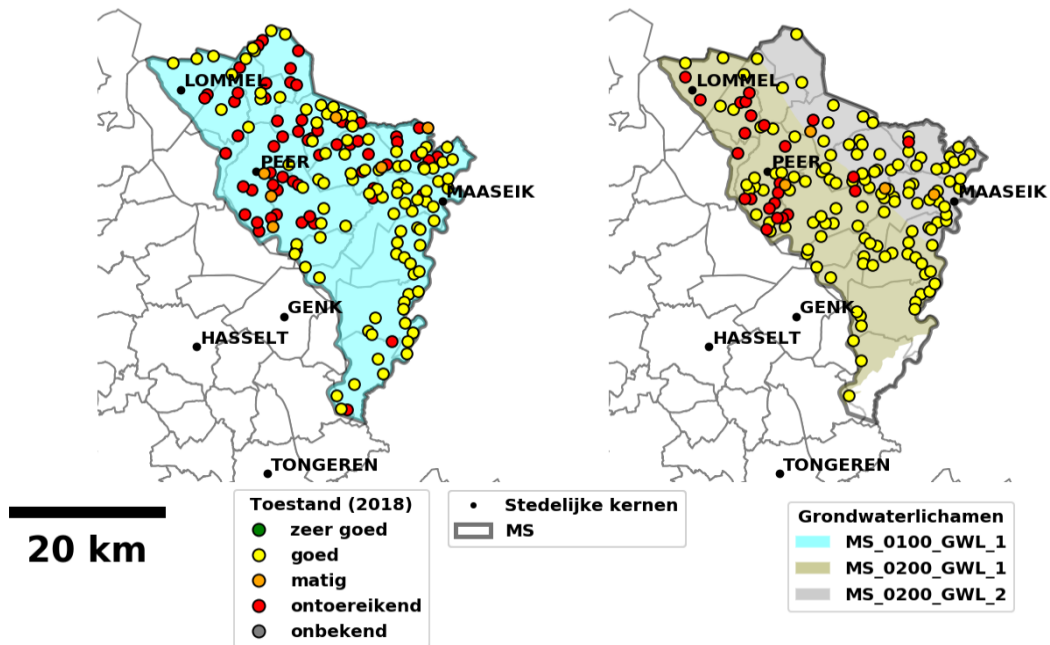 LOMMEL
PEER
MAASEIK
GENK
HASSELT
TONGEREN
LOMMEL
PEER
MAASEIK
GENK
HASSELT
TONGEREN
20 km
Toestand (2018)
zeer goed
goed
matig
ontoereikend
onbekend
Stedelijke kernen
MS
Grondwaterlichamen
MS_0100_GWL_1
MS_0200_GWL_1
MS_0200_GWL_2